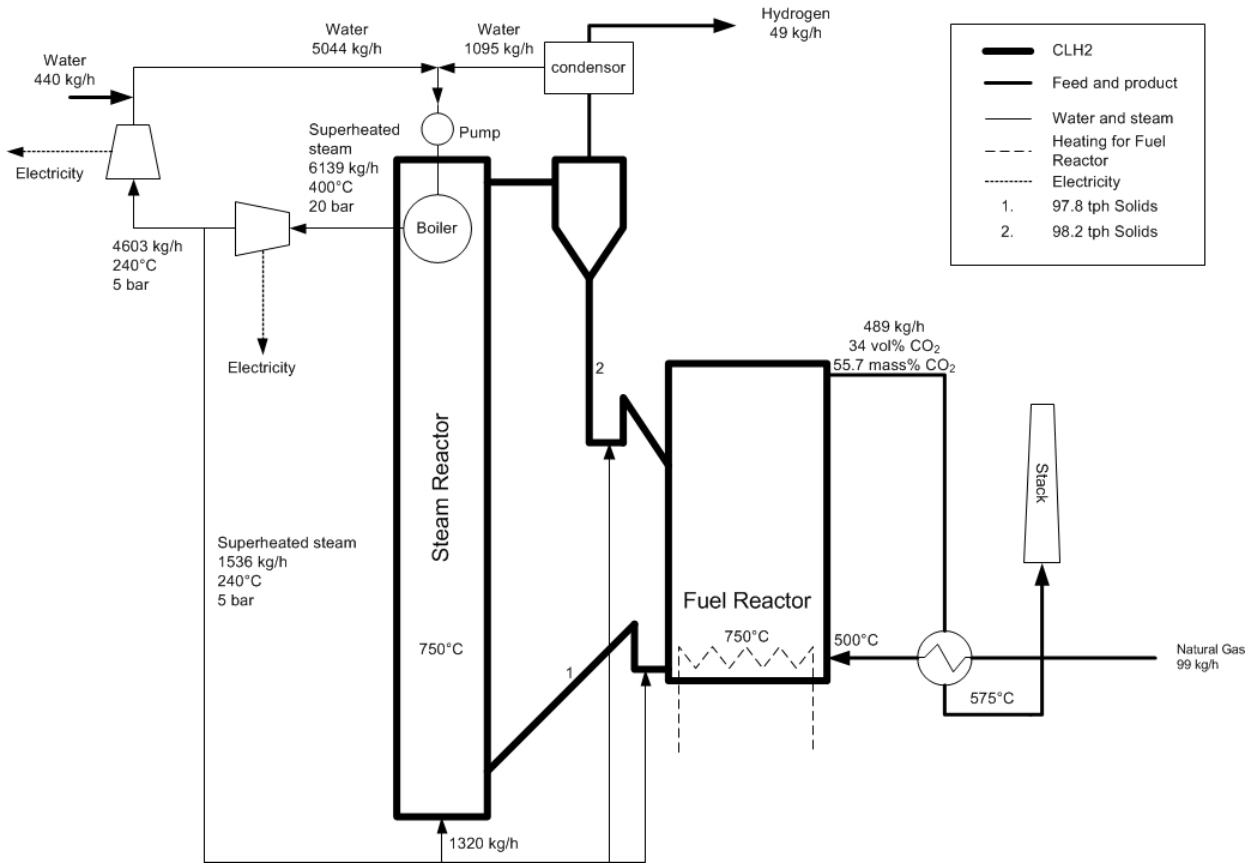 Hydrogen
49 kg/h
Water
5044 kg/h
Water
1095 kg/h
condensor
Water
440 kg/h
Pump
Superheated
steam
6139 kg/h
400°C
20 bar
Electricity
Boiler
4603 kg/h
240°C
5 bar
Electricity
CLH2
Feed and product
Water and steam
Heating for Fuel
Reactor
Electricity
1. 97.8 tph Solids
2. 98.2 tph Solids
489 kg/h
34 vol% CO₂
55.7 mass% CO₂
2
Steam Reactor
Stack
Superheated steam
1536 kg/h
240°C
5 bar
Fuel Reactor
750°C
750°C
500°C
Natural Gas
99 kg/h
1
575°C
1320 kg/h